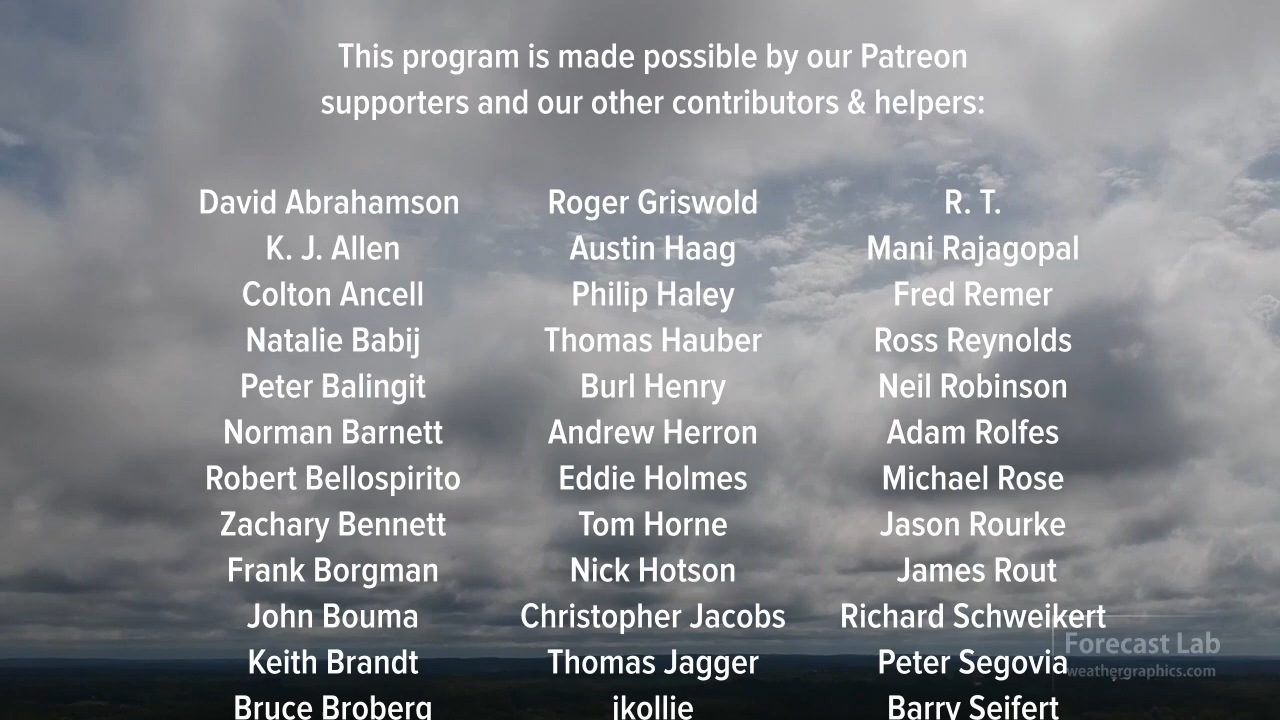 This program is made possible by our Patreon
supporters and our other contributors & helpers:
David Abrahamson
K. J. Allen
Colton Ancell
Natalie Babij
Peter Balingit
Norman Barnett
Robert Bellospirito
Zachary Bennett
Frank Borgman
John Bouma
Keith Brandt
Bruce Broberg
Roger Griswold
Austin Haag
Philip Haley
Thomas Hauber
Burl Henry
Andrew Herron
Eddie Holmes
Tom Horne
Nick Hotson
Christopher Jacobs
Thomas Jagger
jkollie
R. T.
Mani Rajagopal
Fred Remer
Ross Reynolds
Neil Robinson
Adam Rolfes
Michael Rose
Jason Rourke
James Rout
Richard Schweikert
Peter Segovia
Barry Seifert
Forecast Lab
weathergraphics.com